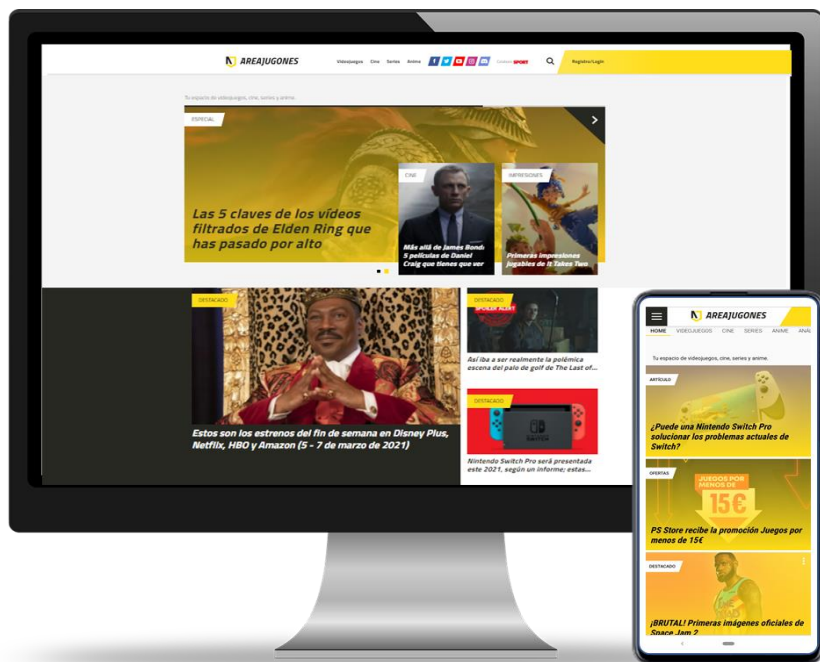 AREAJUGONES
Videojuegos Cine Series Anime
SPORT
Registro/Login
Tu espacio de videojuegos, cine, series y anime.
ESPECIAL
Las 5 claves de los vídeos
filtrados de Elden Ring que
has pasado por alto
CINE
Más allá de James Bond:
5 películas de Daniel
Craig que tienes que ver
IMPRESIONES
Primeras impresiones
jugables de It Takes Two
DESTACADO
Estos son los estrenos del fin de semana en Disney Plus,
Netflix, HBO y Amazon (5 - 7 de marzo de 2021)
DESTACADO
SPOILER ALERT
Así iba a ser realmente la polémica
escena del palo de golf de The Last of...
DESTACADO
SWITCH
Nintendo Switch Pro será presentada
este 2021, según un informe; estas...
AREAJUGONES
HOME VIDEOJUEGOS CINE SERIES ANIME ANÁL
Tu espacio de videojuegos, cine, series y anime.
ARTÍCULO
¿Puede una Nintendo Switch Pro
solucionar los problemas actuales de
Switch?
OFERTAS
JUEGOS POR
MENOS DE
15€
PS Store recibe la promoción Juegos por
menos de 15€
DESTACADO
¡BRUTAL! Primeras imágenes oficiales de
Space Jam 2